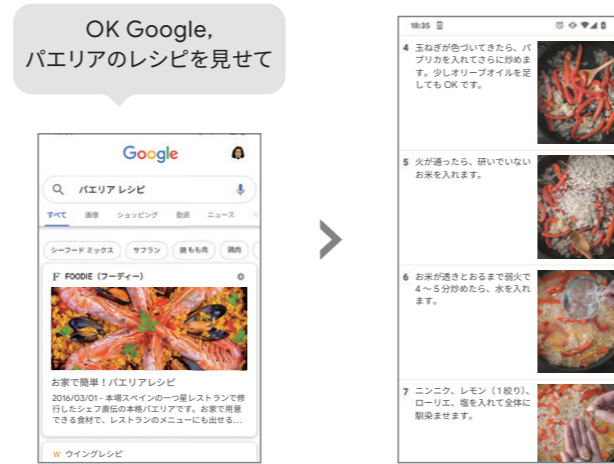 OK Google,
パエリアのレシピを見せて
Google
パエリア レシピ
すべて 画像 ショッピング 動画 ニュース
シーフード ミックス サフラン 鶏もも肉 鶏肉
F FOODIE（フーディー）
お家で簡単！パエリアレシピ
2016/03/01 - 本場スペインの一つ星レストランで修
行したシェフ直伝の本格パエリアです。お家で用意
できる食材で、レストランのメニューにも出せる...
W ウイングレシピ
18:35
4 玉ねぎが色づいてきたら、パ
プリカを入れてさらに炒めま
す。少しオリーブオイルを足
しても OK です。
5 火が通ったら、研いでいない
お米を入れます。
6 お米が透きとおるまで弱火で
4～5分炒めたら、水を入れ
ます。
7 ニンニク、レモン（1絞り）、
ローリエ、塩を入れて全体に
馴染ませます。